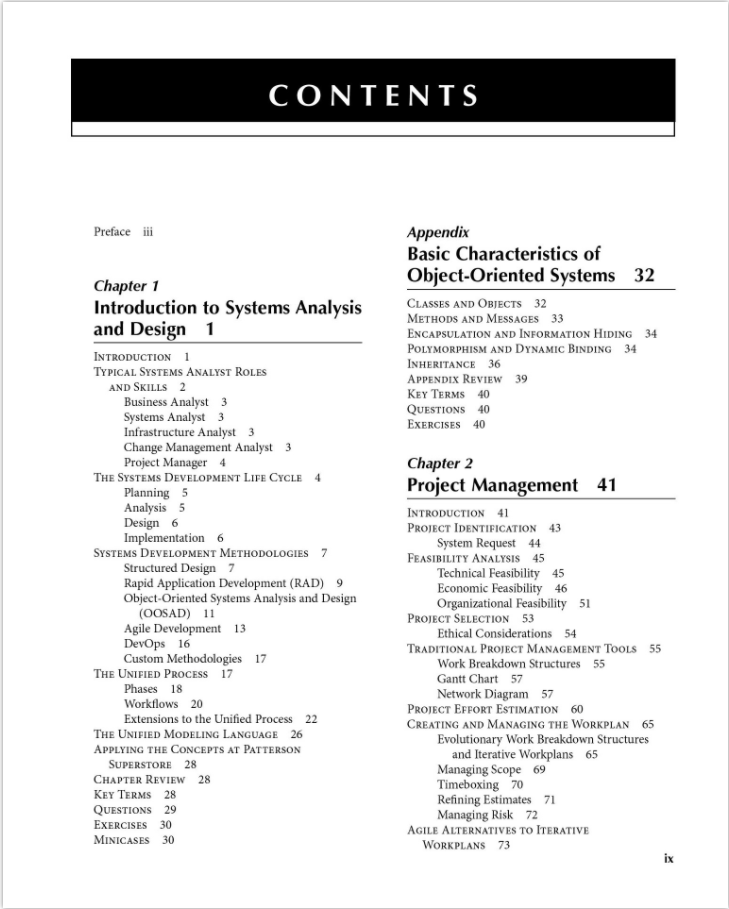 CONTENTS
Preface iii
Chapter 1
Introduction to Systems Analysis
and Design 1
INTRODUCTION 1
TYPICAL SYSTEMS ANALYST ROLES
AND SKILLS 2
Business Analyst 3
Systems Analyst 3
Infrastructure Analyst 3
Change Management Analyst 3
Project Manager 4
THE SYSTEMS DEVELOPMENT LIFE CYCLE 4
Planning 5
Analysis 5
Design 6
Implementation 6
SYSTEMS DEVELOPMENT METHODOLOGIES 7
Structured Design 7
Rapid Application Development (RAD) 9
Object-Oriented Systems Analysis and Design
(OOSAD) 11
Agile Development 13
DevOps 16
Custom Methodologies 17
THE UNIFIED PROCESS 17
Phases 18
Workflows 20
Extensions to the Unified Process 22
THE UNIFIED MODELING LANGUAGE 26
APPLYING THE CONCEPTS AT PATTERSON
SUPERSTORE 28
CHAPTER REVIEW 28
KEY TERMS 28
QUESTIONS 29
EXERCISES 30
MINICASES 30
Appendix
Basic Characteristics of
Object-Oriented Systems 32
CLASSES AND OBJECTS 32
METHODS AND MESSAGES 33
ENCAPSULATION AND INFORMATION HIDING 34
POLYMORPHISM AND DYNAMIC BINDING 34
INHERITANCE 36
APPENDIX REVIEW 39
KEY TERMS 40
QUESTIONS 40
EXERCISES 40
Chapter 2
Project Management 41
INTRODUCTION 41
PROJECT IDENTIFICATION 43
System Request 44
FEASIBILITY ANALYSIS 45
Technical Feasibility 45
Economic Feasibility 46
Organizational Feasibility 51
PROJECT SELECTION 53
Ethical Considerations 54
TRADITIONAL PROJECT MANAGEMENT TOOLS 55
Work Breakdown Structures 55
Gantt Chart 57
Network Diagram 57
PROJECT EFFORT ESTIMATION 60
CREATING AND MANAGING THE WORKPLAN 65
Evolutionary Work Breakdown Structures
and Iterative Workplans 65
Managing Scope 69
Timeboxing 70
Refining Estimates 71
Managing Risk 72
AGILE ALTERNATIVES TO ITERATIVE
WORKPLANS 73
ix